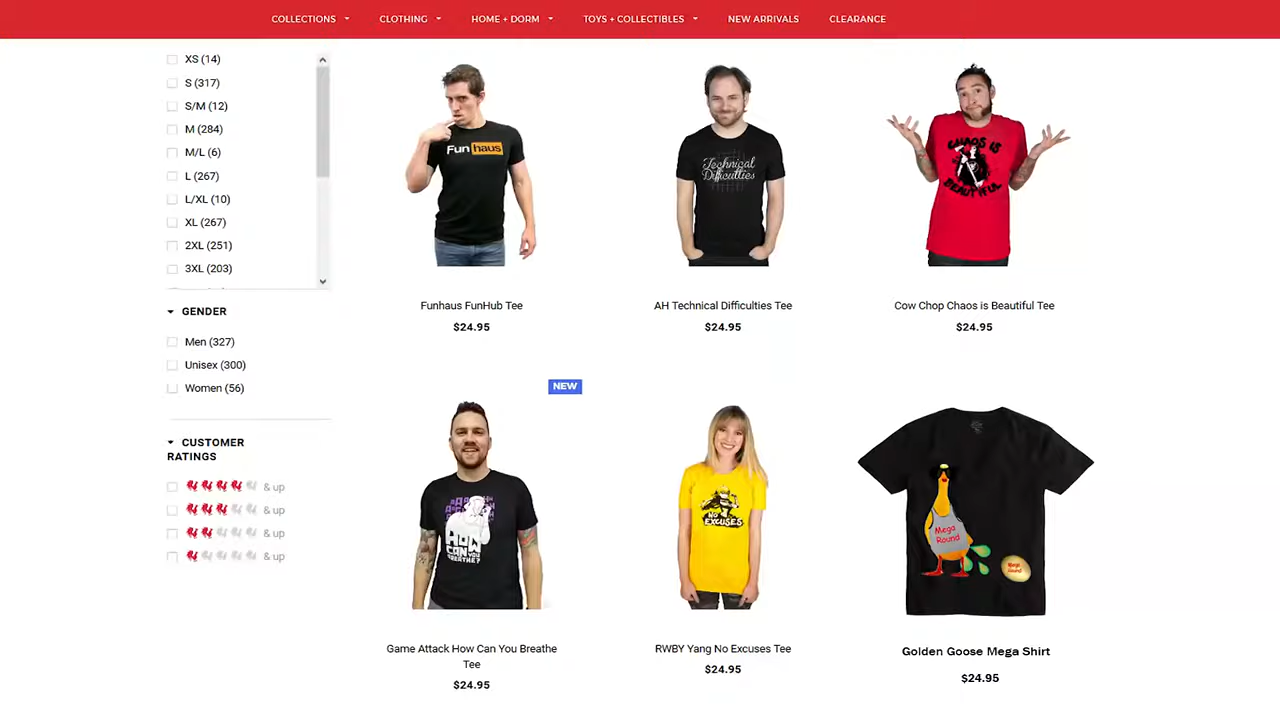 COLLECTIONS CLOTHING HOME + DORM TOYS + COLLECTIBLES NEW ARRIVALS CLEARANCE
XS (14)
S (317)
S/M (12)
M (284)
M/L (6)
L (267)
L/XL (10)
XL (267)
2XL (251)
3XL (203)
GENDER
Men (327)
Unisex (300)
Women (56)
CUSTOMER
RATINGS
& up
& up
& up
& up
Fun haus
Technical
Difficulties
CHAOS IS
BEAUTIFUL
Funhaus FunHub Tee
$24.95
AH Technical Difficulties Tee
$24.95
Cow Chop Chaos is Beautiful Tee
$24.95
NEW
HOW
CAN YOU
BREATHE?
NO
EXCUSES
Mega
Round
Mega
Round
Game Attack How Can You Breathe
Tee
$24.95
RWBY Yang No Excuses Tee
$24.95
Golden Goose Mega Shirt
$24.95